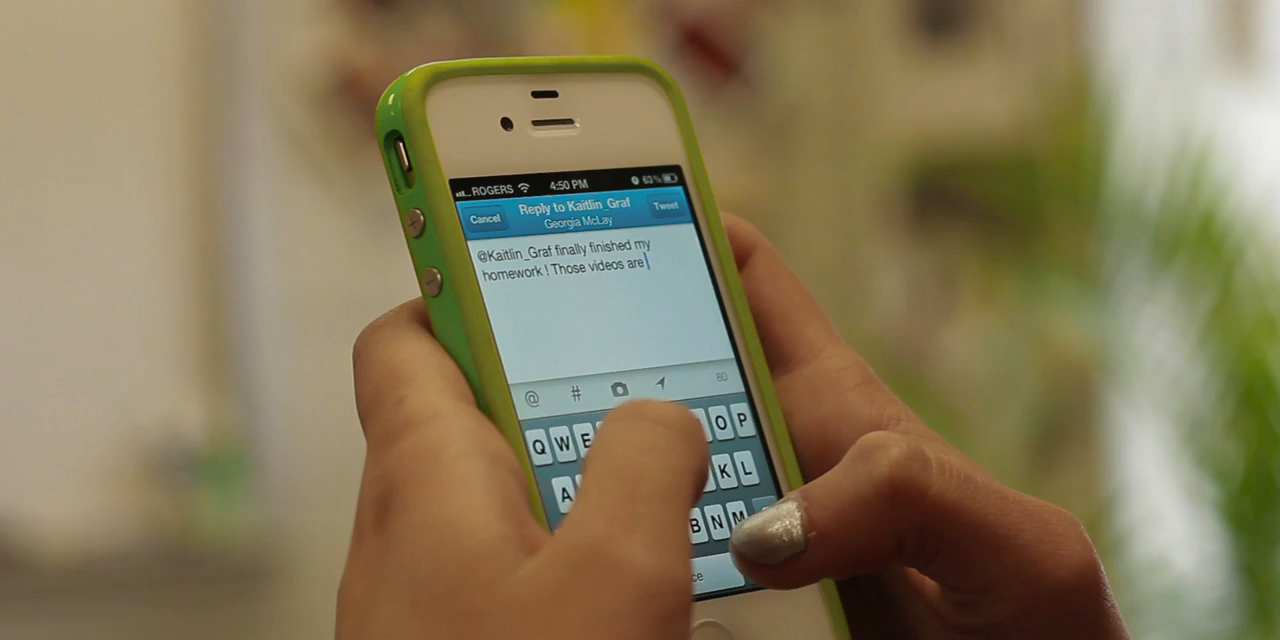 ROGERS 4:50 PM 63%
Cancel Reply to Kaitlin_Graf Tweet
Georgia McLay
@Kaitlin_Graf finally finished my
homework ! Those videos are
@ # 80
Q W E O P
A K L
B N M
ce